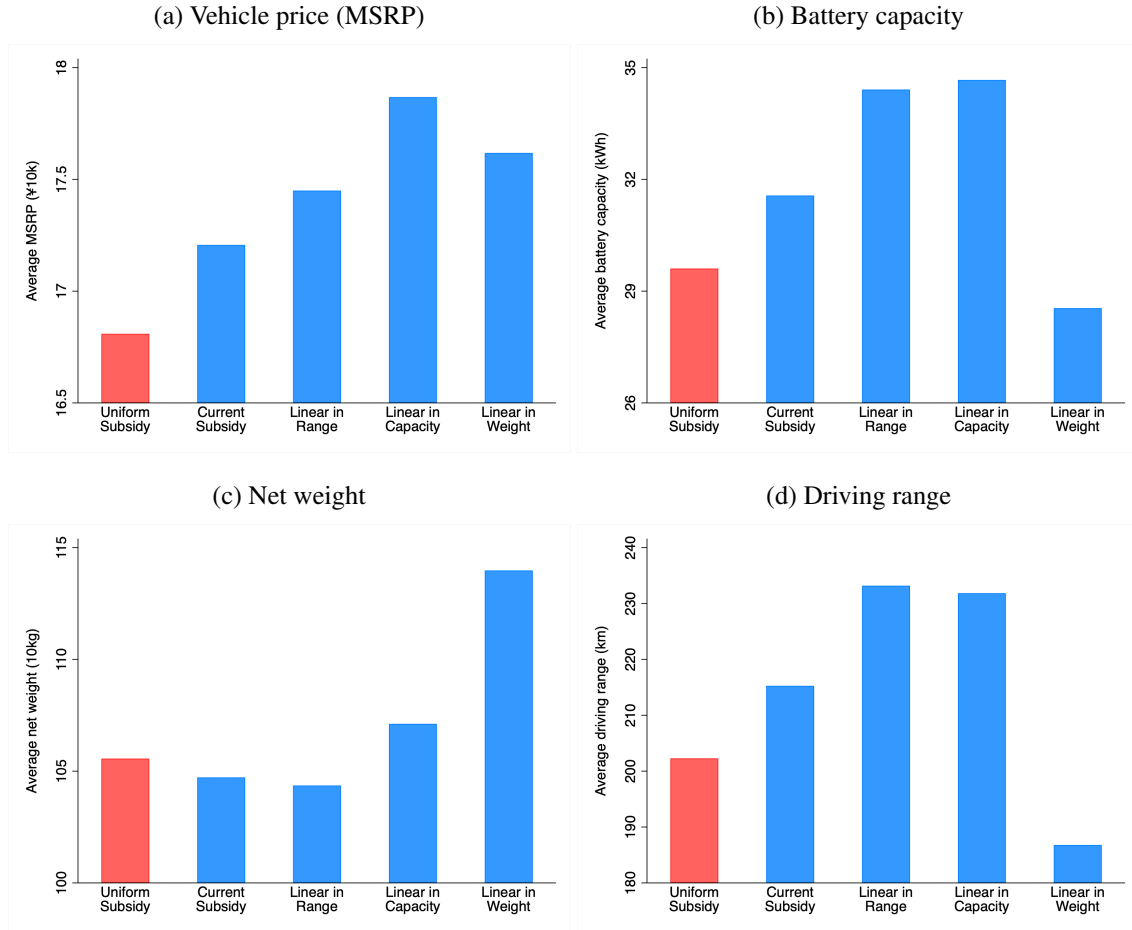 (a) Vehicle price (MSRP)
Average MSRP (¥10k)
18
17.5
17
16.5
Uniform Subsidy
Current Subsidy
Linear in Range
Linear in Capacity
Linear in Weight
(b) Battery capacity
Average battery capacity (kWh)
35
32
29
26
Uniform Subsidy
Current Subsidy
Linear in Range
Linear in Capacity
Linear in Weight
(c) Net weight
Average net weight (10kg)
115
110
105
100
Uniform Subsidy
Current Subsidy
Linear in Range
Linear in Capacity
Linear in Weight
(d) Driving range
Average driving range (km)
240
230
220
210
200
190
180
Uniform Subsidy
Current Subsidy
Linear in Range
Linear in Capacity
Linear in Weight